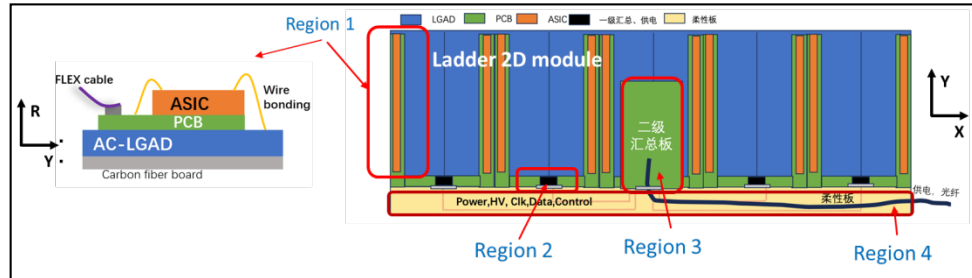 Region 1
FLEX cable
Wire
bonding
ASIC
PCB
AC-LGAD
Carbon fiber board
R
Y
LGAD PCB ASIC 一级汇总、供电 柔性板
Ladder 2D module
二级
汇总板
Y
X
供电，光纤
Power,HV, Clk,Data,Control 柔性板
Region 2
Region 3
Region 4